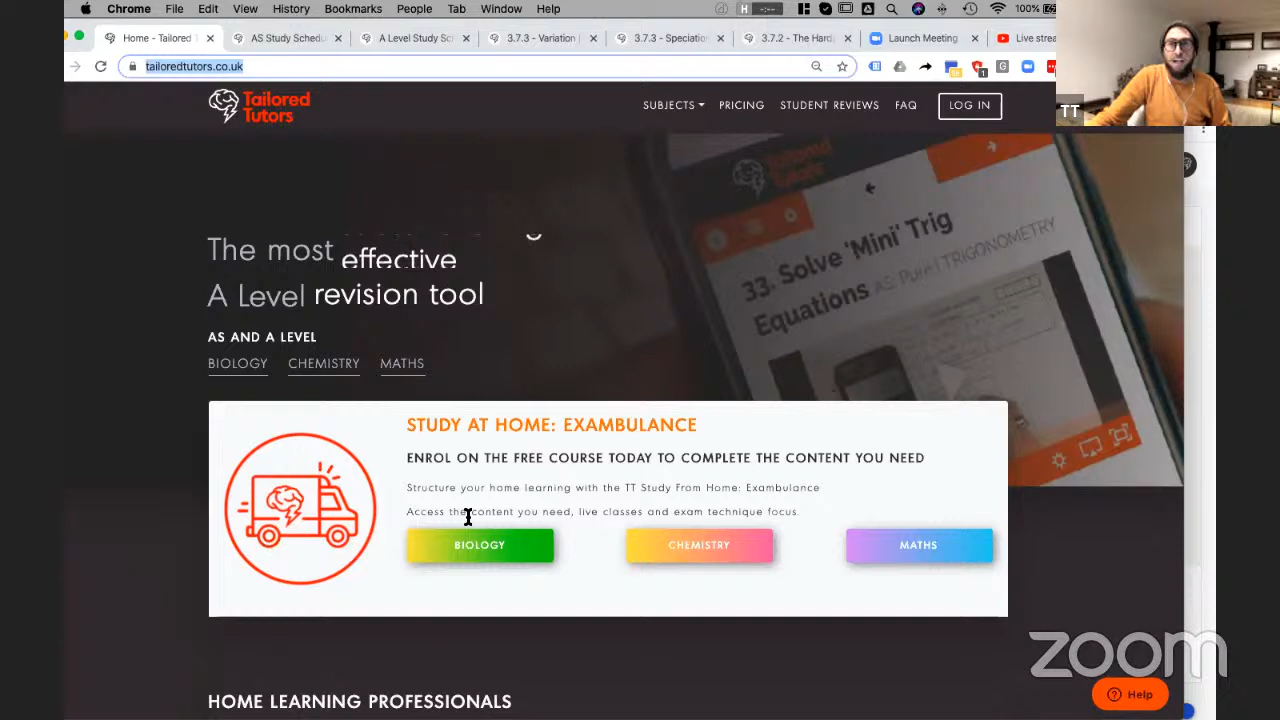 Chrome File Edit View History Bookmarks People Tab Window Help
H -:-- 100%
Home - Tailored
AS Study Schedu
A Level Study Sc
3.7.3 - Variation
3.7.3 - Speciation
3.7.2 - The Hard
Launch Meeting
Live strea
tailoredtutors.co.uk
Tailored
Tutors
SUBJECTS PRICING STUDENT REVIEWS FAQ LOG IN
TT
Tailored
Tutors
33. Solve 'Mini' Trig
Equations AS: Pure 1 TRIGONOMETRY
The most effective
A Level revision tool
AS AND A LEVEL
BIOLOGY CHEMISTRY MATHS
STUDY AT HOME: EXAMBULANCE
ENROL ON THE FREE COURSE TODAY TO COMPLETE THE CONTENT YOU NEED
Structure your home learning with the TT Study From Home: Exambulance
Access the content you need, live classes and exam technique focus.
BIOLOGY CHEMISTRY MATHS
zoom
Help
HOME LEARNING PROFESSIONALS